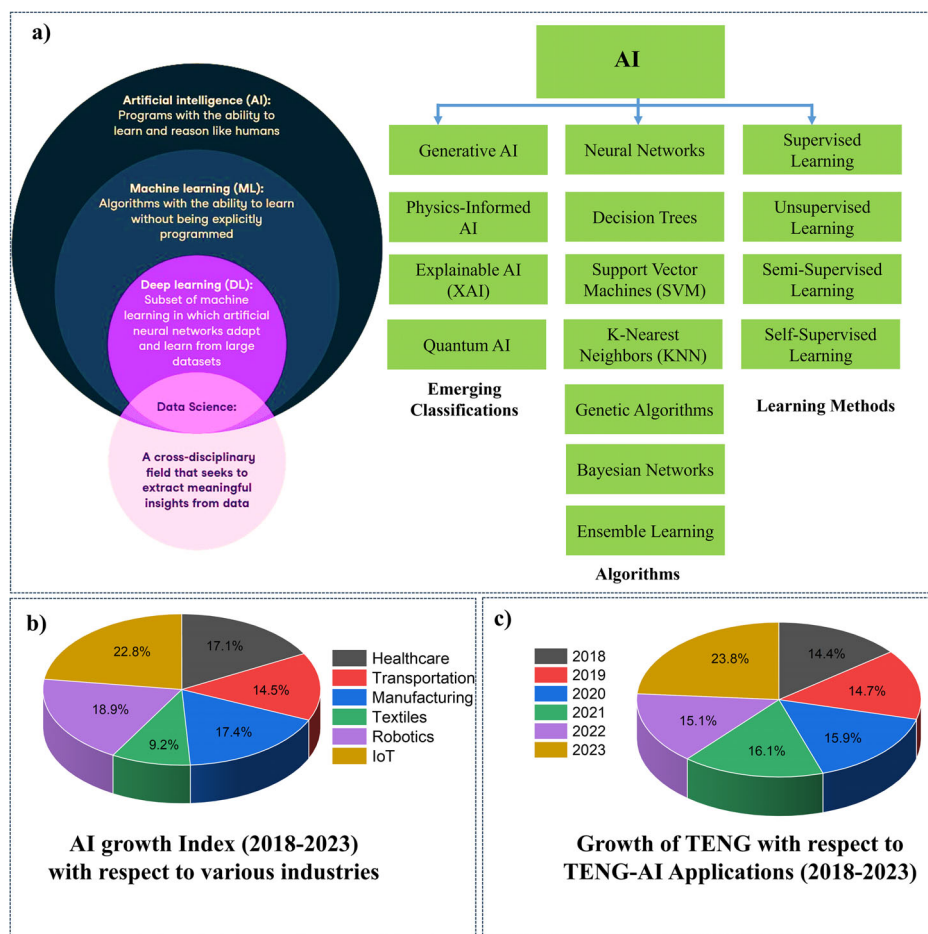 a)
Artificial intelligence (AI):
Programs with the ability to
learn and reason like humans
Machine learning (ML):
Algorithms with the ability to learn
without being explicitly
programmed
Deep learning (DL):
Subset of machine
learning in which artificial
neural networks adapt
and learn from large
datasets
Data Science:
A cross-disciplinary
field that seeks to
extract meaningful
insights from data
AI
Generative AI
Physics-Informed
AI
Explainable AI
(XAI)
Quantum AI
Emerging
Classifications
Neural Networks
Decision Trees
Support Vector
Machines (SVM)
K-Nearest
Neighbors (KNN)
Genetic Algorithms
Bayesian Networks
Ensemble Learning
Algorithms
Supervised
Learning
Unsupervised
Learning
Semi-Supervised
Learning
Self-Supervised
Learning
Learning Methods
b)
22.8%
17.1%
14.5%
18.9%
17.4%
9.2%
Healthcare
Transportation
Manufacturing
Textiles
Robotics
IoT
AI growth Index (2018-2023)
with respect to various industries
c)
2018
2019
2020
2021
2022
2023
23.8%
14.4%
14.7%
15.1%
15.9%
16.1%
Growth of TENG with respect to
TENG-AI Applications (2018-2023)